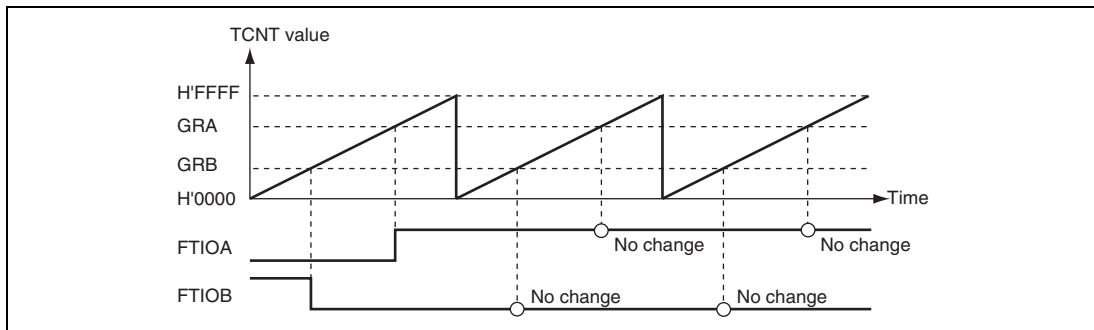 TCNT value
H'FFFF
GRA
GRB
H'0000
Time
FTIOA
No change
No change
FTIOB
No change
No change